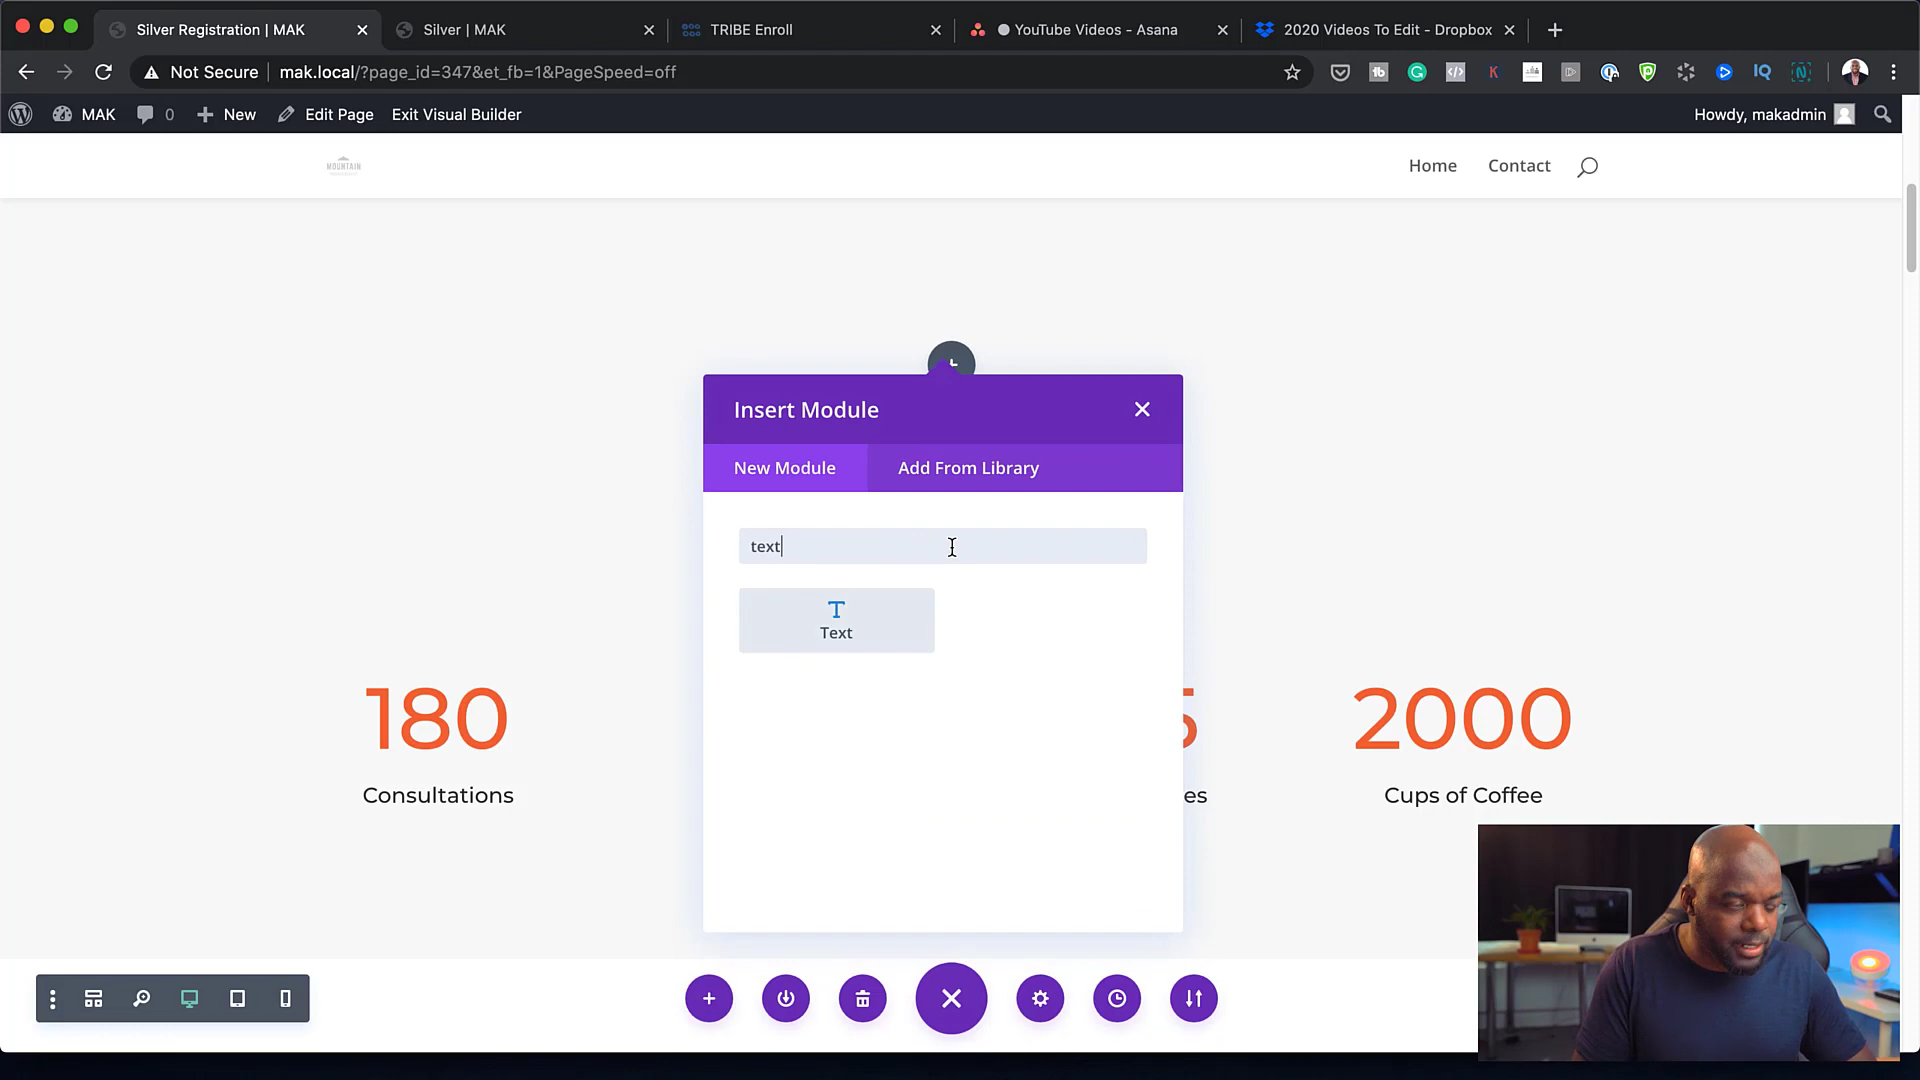 Silver Registration | MAK
Silver | MAK
TRIBE Enroll
YouTube Videos - Asana
2020 Videos To Edit - Dropbox
Not Secure
mak.local/?page_id=347&et_fb=1&PageSpeed=off
MAK
0
New
Edit Page
Exit Visual Builder
Howdy, makadmin
MOUNTAIN
Home
Contact
Insert Module
New Module
Add From Library
text
Text
180
5
2000
Consultations
es
Cups of Coffee